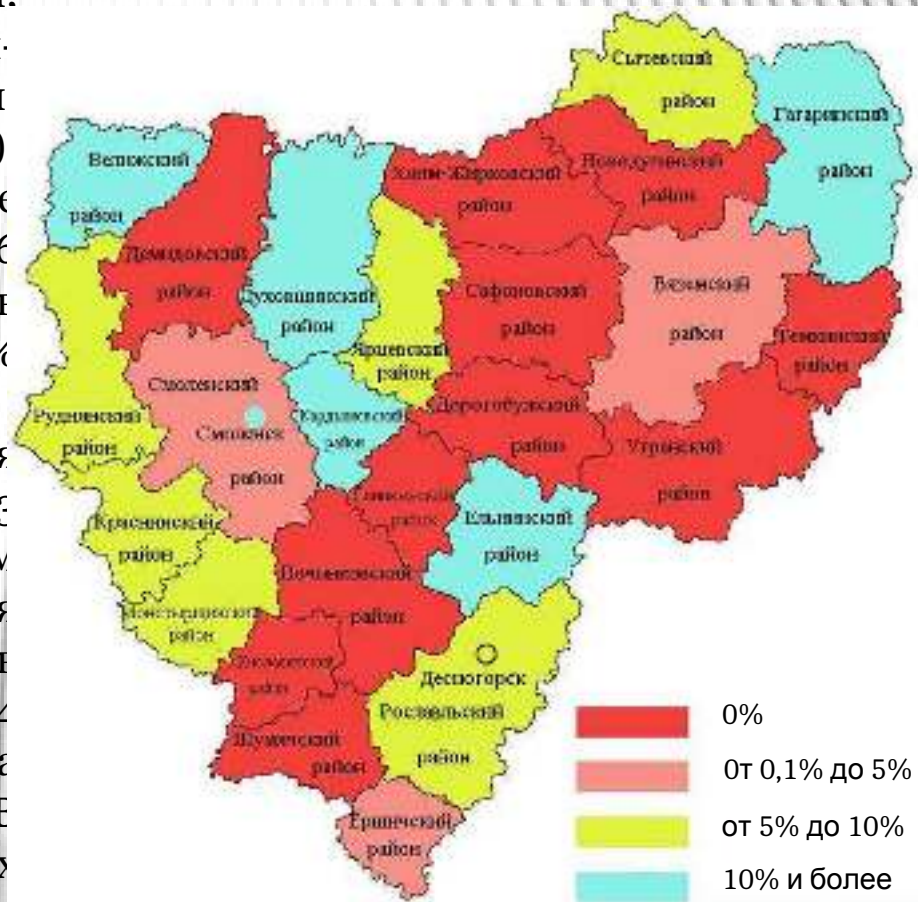 Сычевский
район
Гагаринский
район
Велижский
район
Холм-Жирковский
район
Новодугинский
район
Демидовский
район
Духовщинский
район
Сафоновский
район
Вяземский
район
Темкинский
район
Ярцевский
район
Смоленский
Смоленск
район
Кардымовский
район
Дорогобужский
район
Руднянский
район
Угранский
район
Глинковский
район
Ельнинский
район
Краснинский
район
Починковский
район
район
Десногорск
Рославльский
район
Шумячский
район
Ершичский
район
0%
От 0,1% до 5%
от 5% до 10%
10% и более